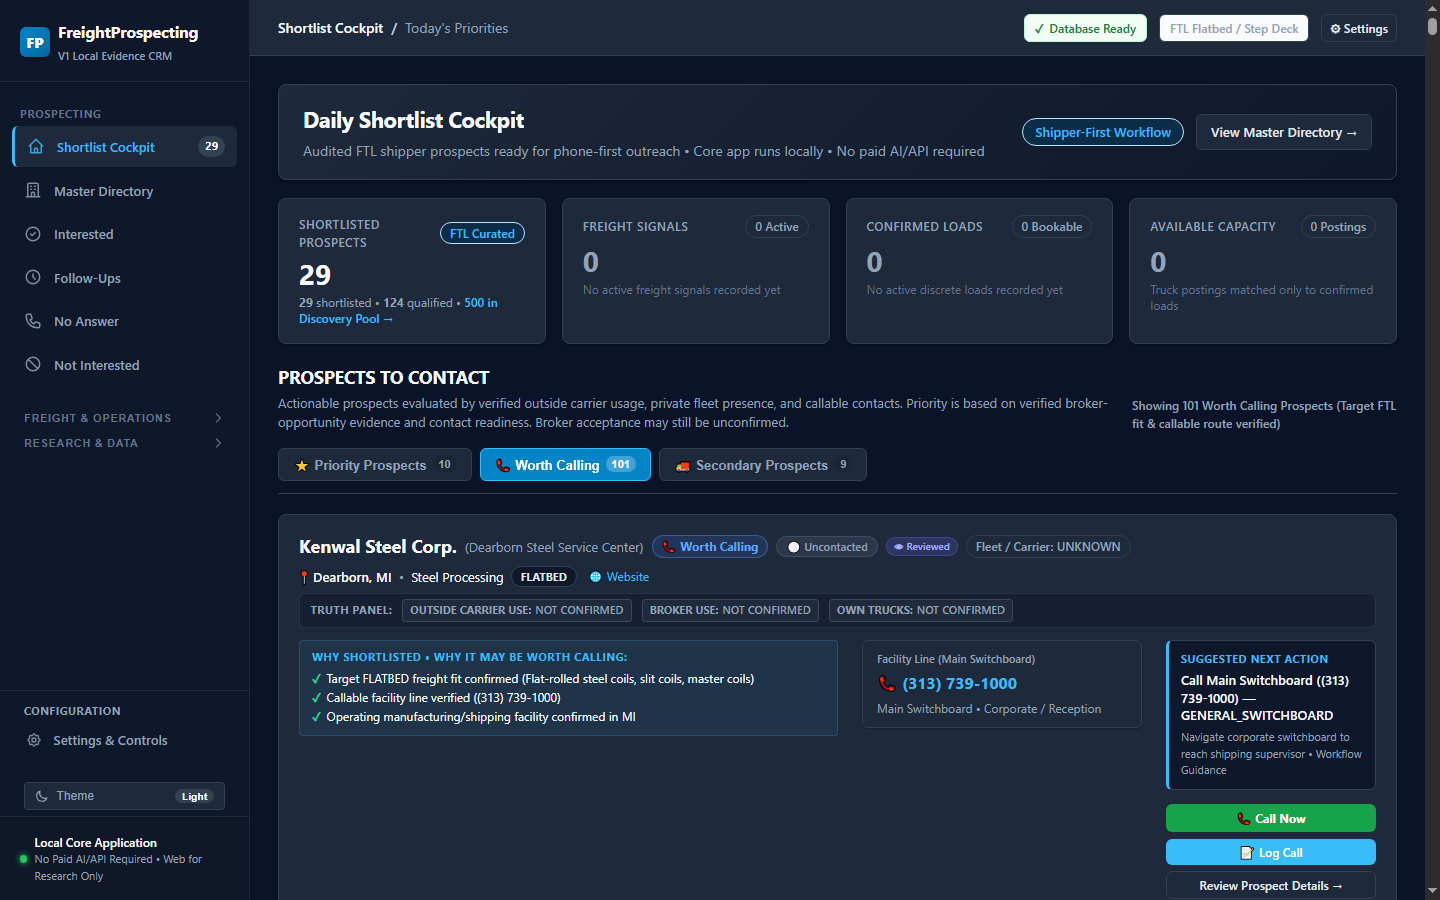 FP
FreightProspecting
V1 Local Evidence CRM
PROSPECTING
Shortlist Cockpit 29
Master Directory
Interested
Follow-Ups
No Answer
Not Interested
FREIGHT & OPERATIONS
RESEARCH & DATA
CONFIGURATION
Settings & Controls
Theme Light
Local Core Application
No Paid AI/API Required • Web for
Research Only
Shortlist Cockpit / Today's Priorities
✓ Database Ready
FTL Flatbed / Step Deck
⚙ Settings
Daily Shortlist Cockpit
Audited FTL shipper prospects ready for phone-first outreach • Core app runs locally • No paid AI/API required
Shipper-First Workflow
View Master Directory →
SHORTLISTED
PROSPECTS
FTL Curated
29
29 shortlisted • 124 qualified • 500 in
Discovery Pool →
FREIGHT SIGNALS
0 Active
0
No active freight signals recorded yet
CONFIRMED LOADS
0 Bookable
0
No active discrete loads recorded yet
AVAILABLE CAPACITY
0 Postings
0
Truck postings matched only to confirmed
loads
PROSPECTS TO CONTACT
Actionable prospects evaluated by verified outside carrier usage, private fleet presence, and callable contacts. Priority is based on verified broker-
opportunity evidence and contact readiness. Broker acceptance may still be unconfirmed.
Showing 101 Worth Calling Prospects (Target FTL
fit & callable route verified)
Priority Prospects 10
Worth Calling 101
Secondary Prospects 9
Kenwal Steel Corp. (Dearborn Steel Service Center) Worth Calling Uncontacted Reviewed Fleet / Carrier: UNKNOWN
Dearborn, MI • Steel Processing FLATBED Website
TRUTH PANEL: OUTSIDE CARRIER USE: NOT CONFIRMED BROKER USE: NOT CONFIRMED OWN TRUCKS: NOT CONFIRMED
WHY SHORTLISTED • WHY IT MAY BE WORTH CALLING:
✓ Target FLATBED freight fit confirmed (Flat-rolled steel coils, slit coils, master coils)
✓ Callable facility line verified ((313) 739-1000)
✓ Operating manufacturing/shipping facility confirmed in MI
Facility Line (Main Switchboard)
(313) 739-1000
Main Switchboard • Corporate / Reception
SUGGESTED NEXT ACTION
Call Main Switchboard ((313)
739-1000) —
GENERAL_SWITCHBOARD
Navigate corporate switchboard to
reach shipping supervisor • Workflow
Guidance
Call Now
Log Call
Review Prospect Details →